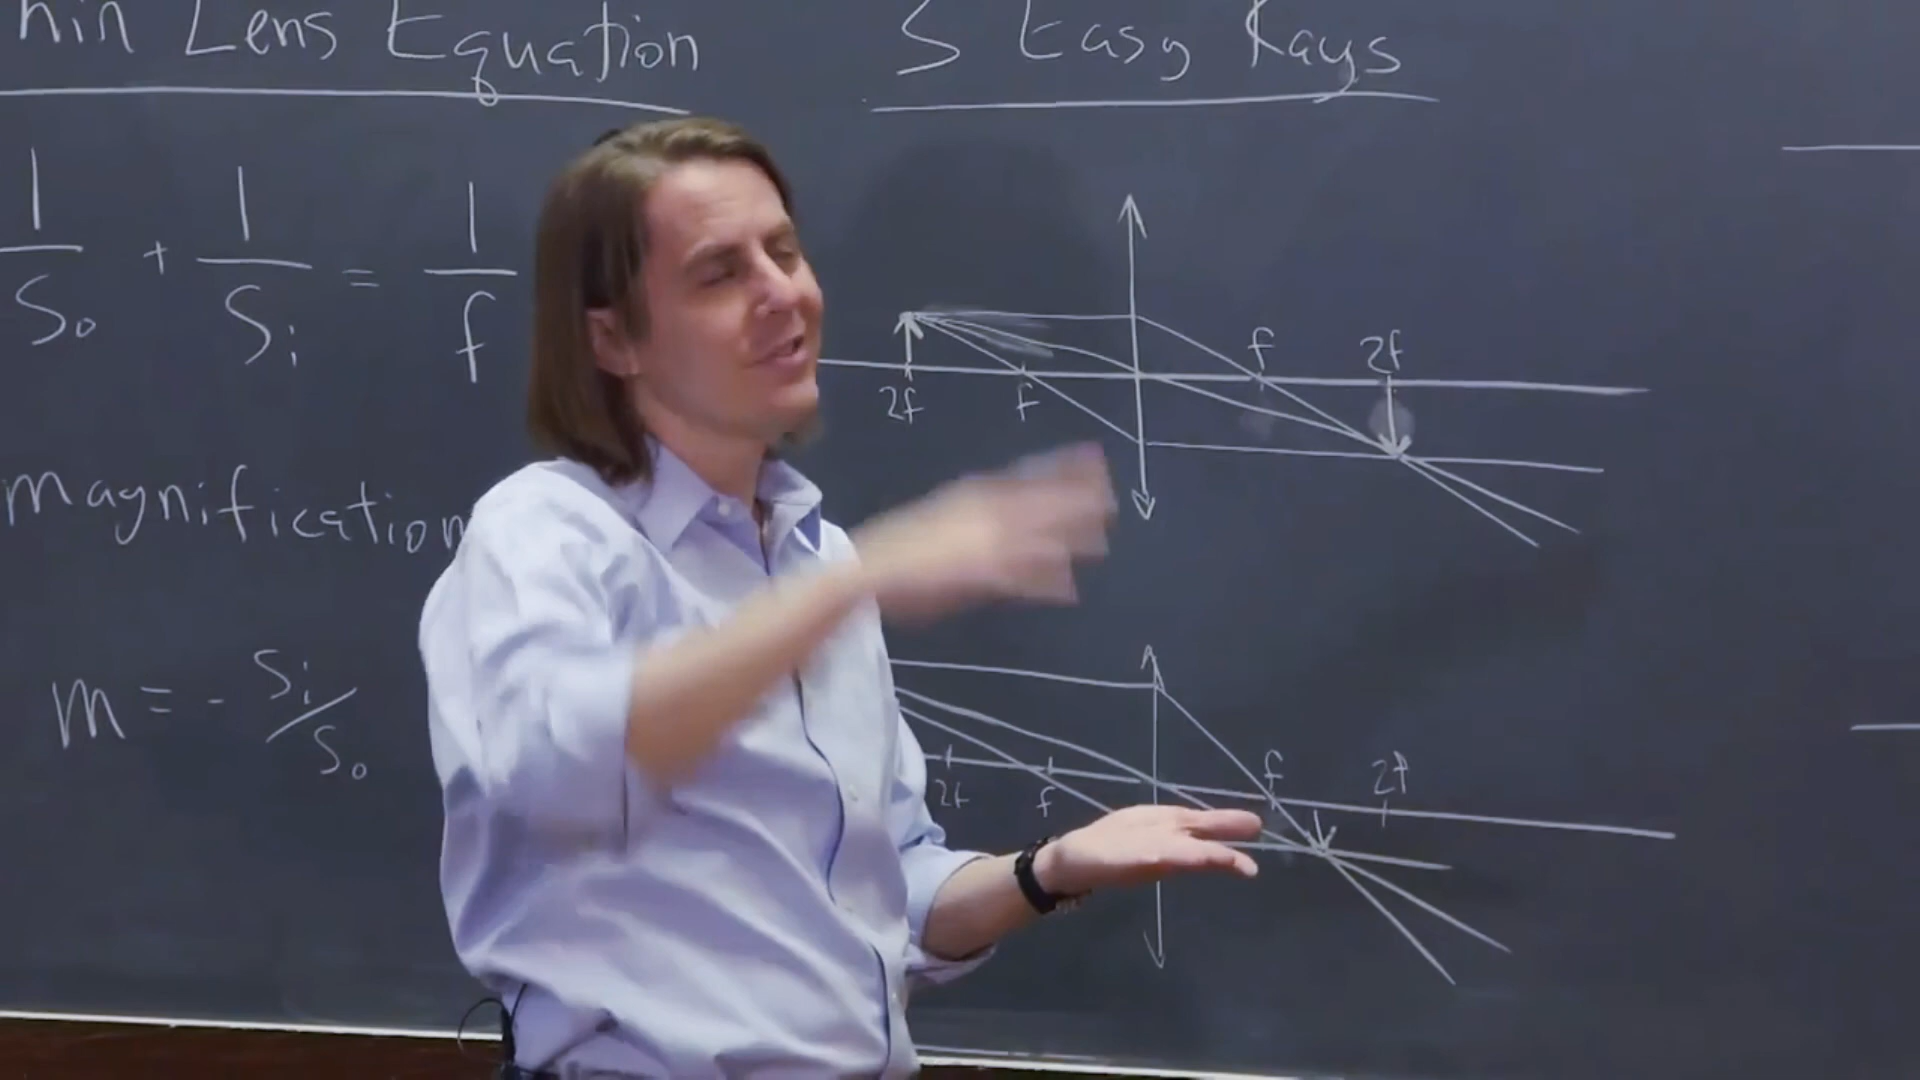 hin Lens Equation
1/S₀ + 1/Sᵢ = 1/f
magnification
m = - Sᵢ/S₀
3 Easy Rays
f 2f
2f f
f 2f
2f f